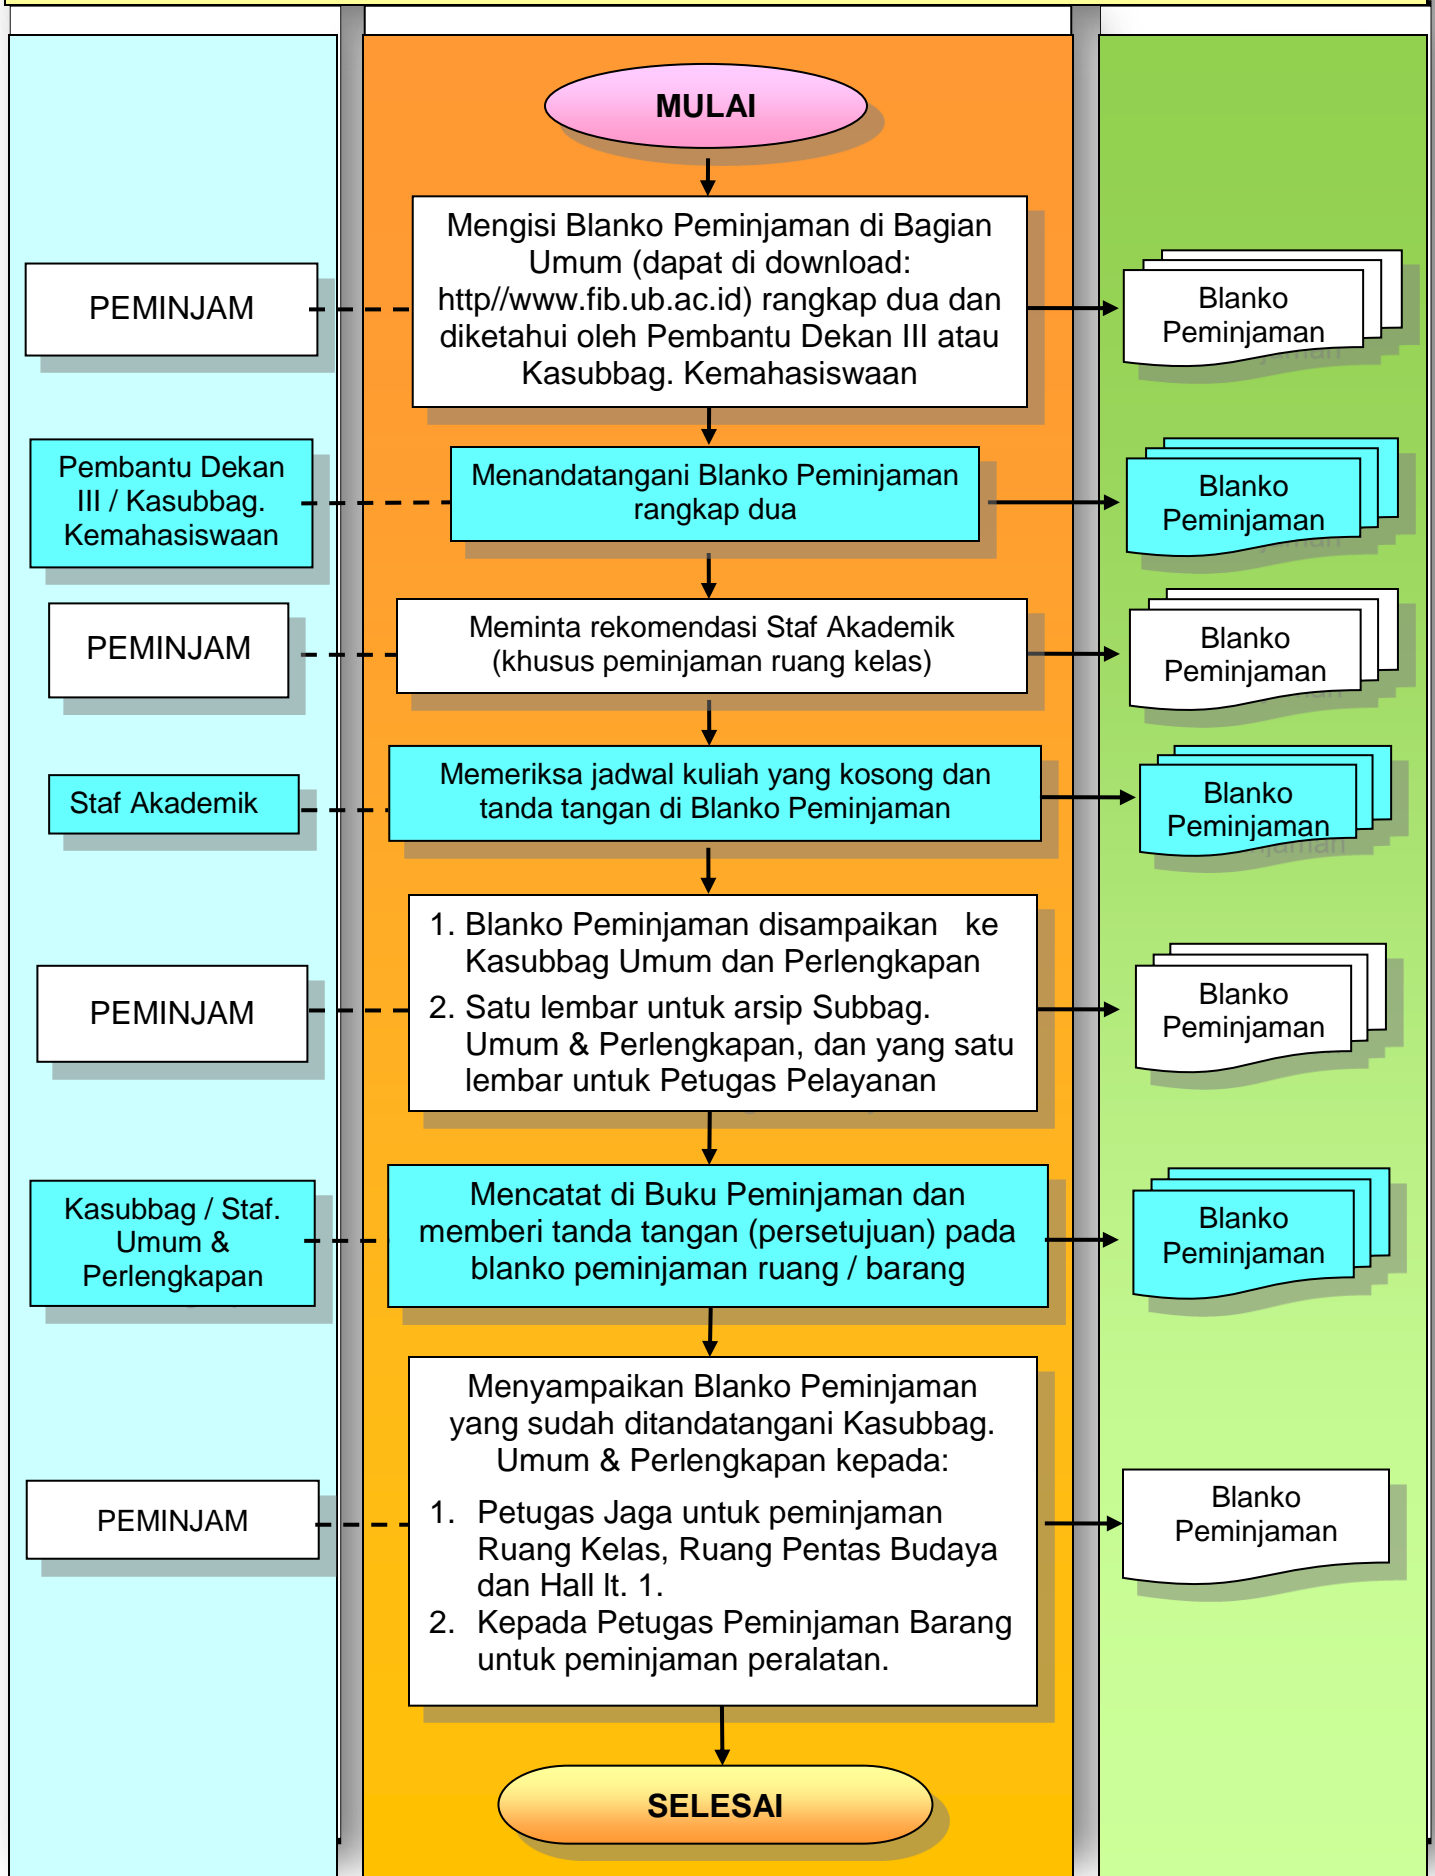 MULAI
PEMINJAM
Mengisi Blanko Peminjaman di Bagian
Umum (dapat di download:
http//www.fib.ub.ac.id) rangkap dua dan
diketahui oleh Pembantu Dekan III atau
Kasubbag. Kemahasiswaan
Blanko
Peminjaman
Pembantu Dekan
III / Kasubbag.
Kemahasiswaan
Menandatangani Blanko Peminjaman
rangkap dua
Blanko
Peminjaman
PEMINJAM
Meminta rekomendasi Staf Akademik
(khusus peminjaman ruang kelas)
Blanko
Peminjaman
Staf Akademik
Memeriksa jadwal kuliah yang kosong dan
tanda tangan di Blanko Peminjaman
Blanko
Peminjaman
PEMINJAM
1. Blanko Peminjaman disampaikan ke
Kasubbag Umum dan Perlengkapan
2. Satu lembar untuk arsip Subbag.
Umum & Perlengkapan, dan yang satu
lembar untuk Petugas Pelayanan
Blanko
Peminjaman
Kasubbag / Staf.
Umum &
Perlengkapan
Mencatat di Buku Peminjaman dan
memberi tanda tangan (persetujuan) pada
blanko peminjaman ruang / barang
Blanko
Peminjaman
PEMINJAM
Menyampaikan Blanko Peminjaman
yang sudah ditandatangani Kasubbag.
Umum & Perlengkapan kepada:
1. Petugas Jaga untuk peminjaman
Ruang Kelas, Ruang Pentas Budaya
dan Hall lt. 1.
2. Kepada Petugas Peminjaman Barang
untuk peminjaman peralatan.
Blanko
Peminjaman
SELESAI